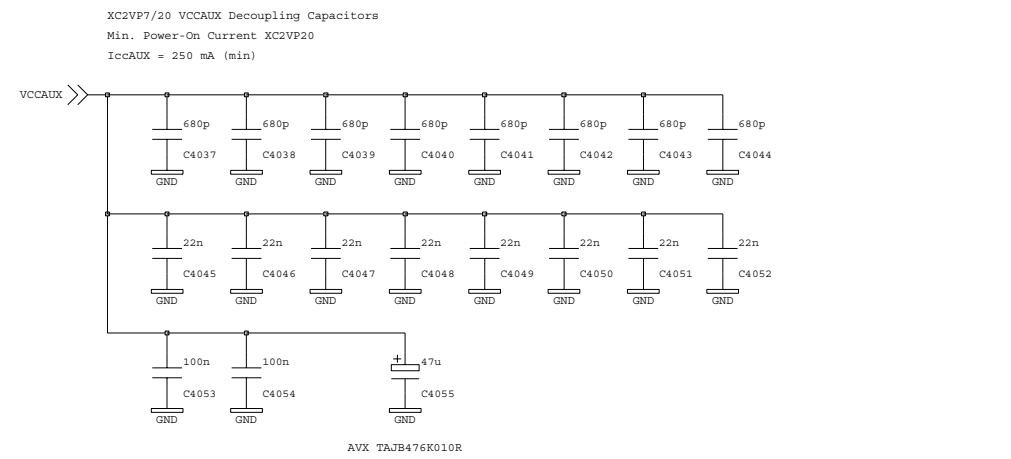 XC2VP7/20 VCCAUX Decoupling Capacitors
Min. Power-On Current XC2VP20
IccAUX = 250 mA (min)
VCCAUX
680p 680p 680p 680p 680p 680p 680p 680p
C4037 C4038 C4039 C4040 C4041 C4042 C4043 C4044
GND GND GND GND GND GND GND GND
22n 22n 22n 22n 22n 22n 22n 22n
C4045 C4046 C4047 C4048 C4049 C4050 C4051 C4052
GND GND GND GND GND GND GND GND
100n 100n + 47u
C4053 C4054 C4055
GND GND GND
AVX TAJB476K010R